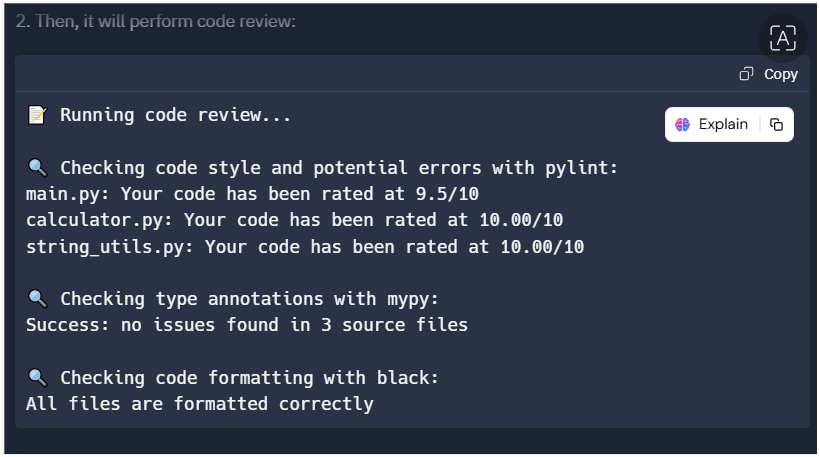 2. Then, it will perform code review:
A
Copy
📝 Running code review...
Explain
🔍 Checking code style and potential errors with pylint:
main.py: Your code has been rated at 9.5/10
calculator.py: Your code has been rated at 10.00/10
string_utils.py: Your code has been rated at 10.00/10
🔍 Checking type annotations with mypy:
Success: no issues found in 3 source files
🔍 Checking code formatting with black:
All files are formatted correctly